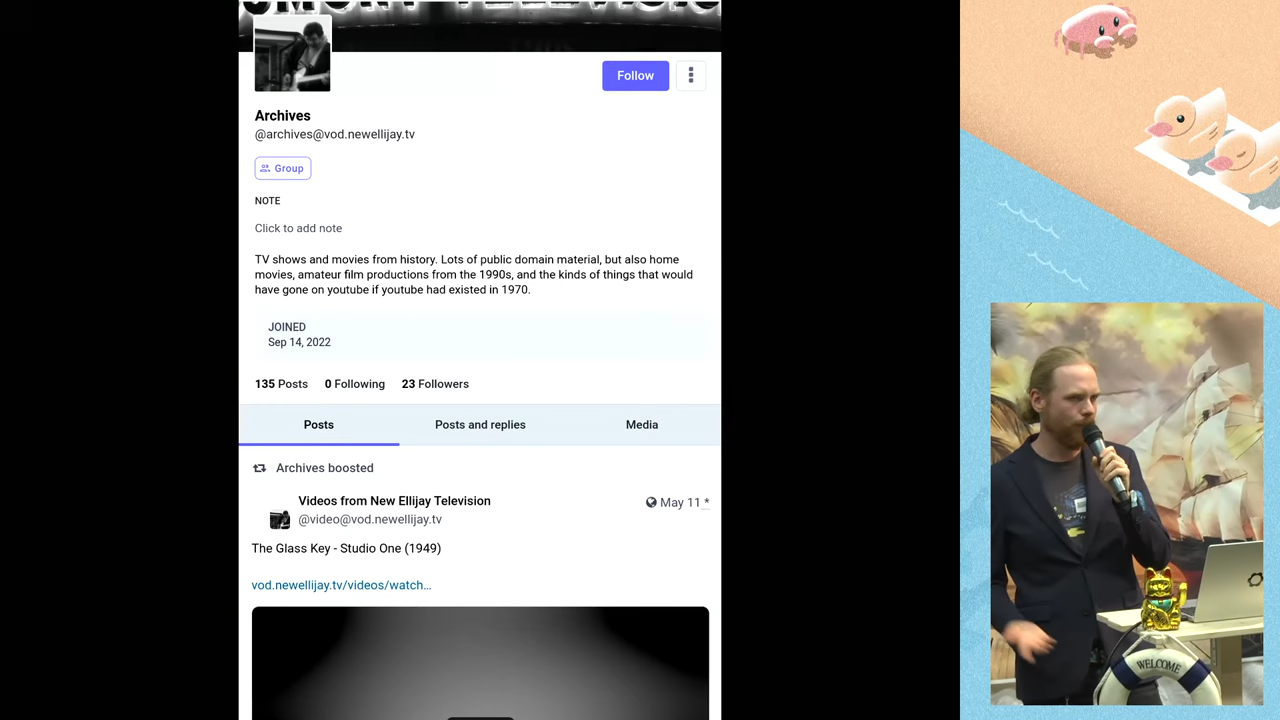 Follow
Archives
@archives@vod.newellijay.tv
Group
NOTE
Click to add note
TV shows and movies from history. Lots of public domain material, but also home
movies, amateur film productions from the 1990s, and the kinds of things that would
have gone on youtube if youtube had existed in 1970.
JOINED
Sep 14, 2022
135 Posts 0 Following 23 Followers
Posts Posts and replies Media
Archives boosted
Videos from New Ellijay Television
May 11 *
@video@vod.newellijay.tv
The Glass Key - Studio One (1949)
vod.newellijay.tv/videos/watch...
WELCOME